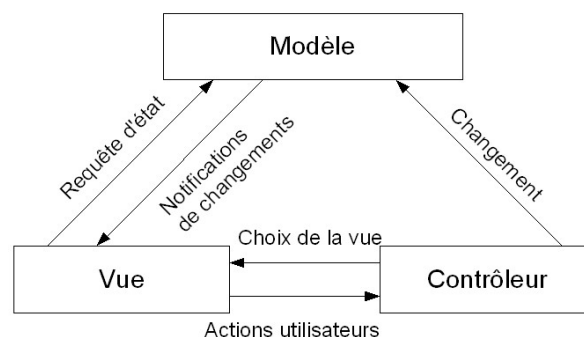 Modèle
Requête d'état
Notifications
de changements
Changement
Choix de la vue
Vue
Contrôleur
Actions utilisateurs